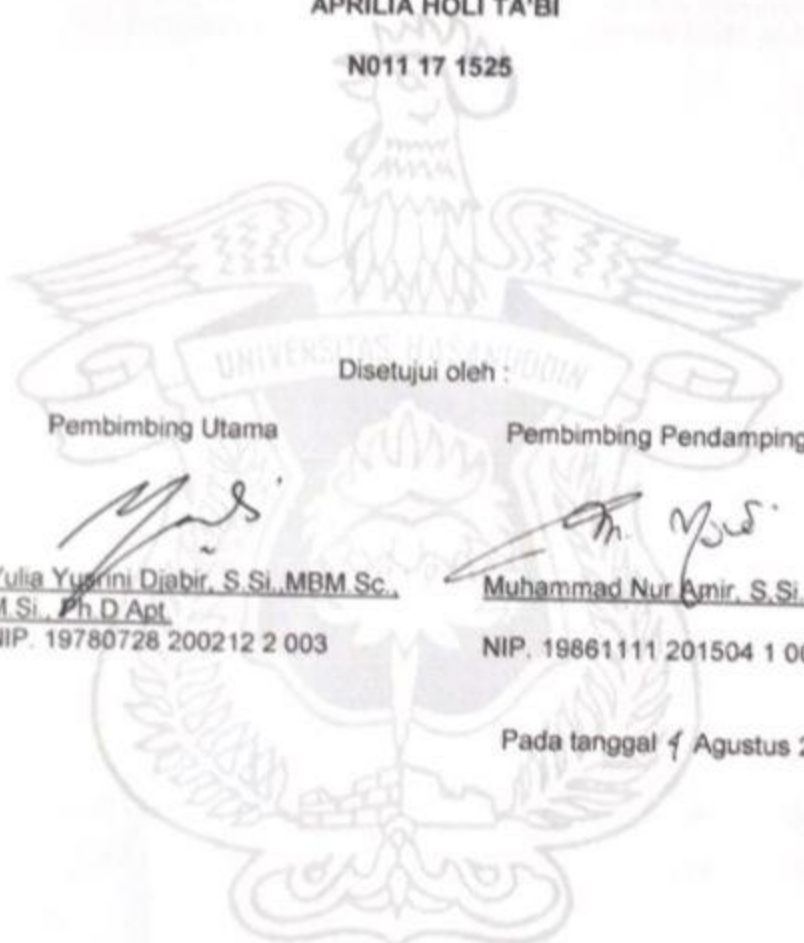 APRILIA HOLI TA'BI
N011 17 1525
UNIVERSITAS HASANUDDIN
Disetujui oleh :
Pembimbing Utama
Pembimbing Pendamping
Yulia Yusrini Djabir, S.Si.,MBM Sc.,
M.Si., Ph.D Apt.
NIP. 19780728 200212 2 003
Muhammad Nur Amir, S.Si.
NIP. 19861111 201504 1 00
Pada tanggal Agustus 2